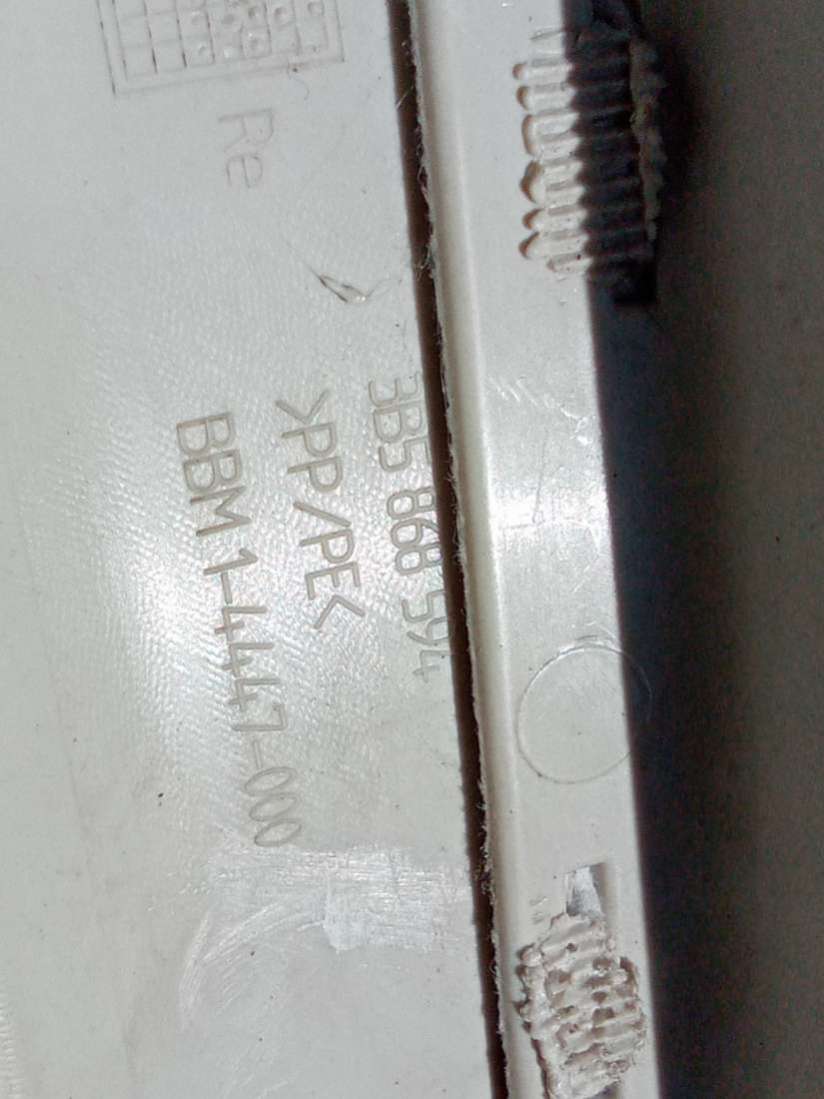 Re
3B5 868 594
>PP/PE<
BBM 1-4447-000